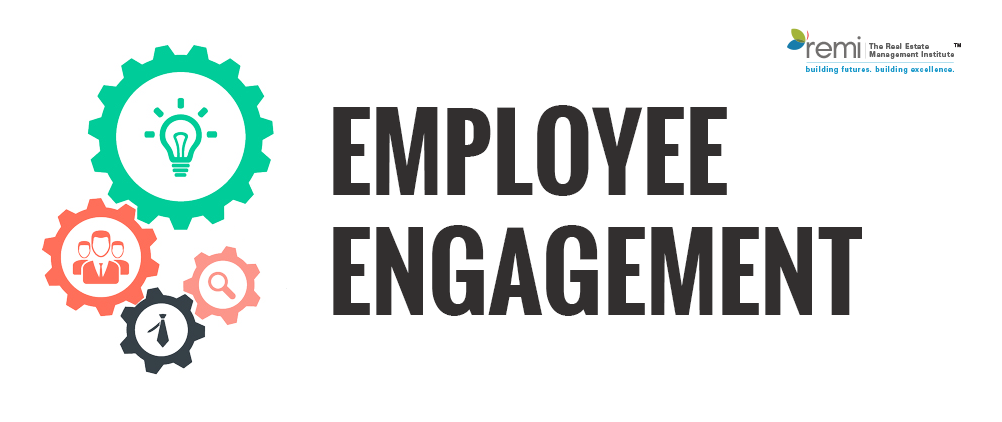 remi The Real Estate ™
Management Institute
building futures. building excellence.
EMPLOYEE
ENGAGEMENT